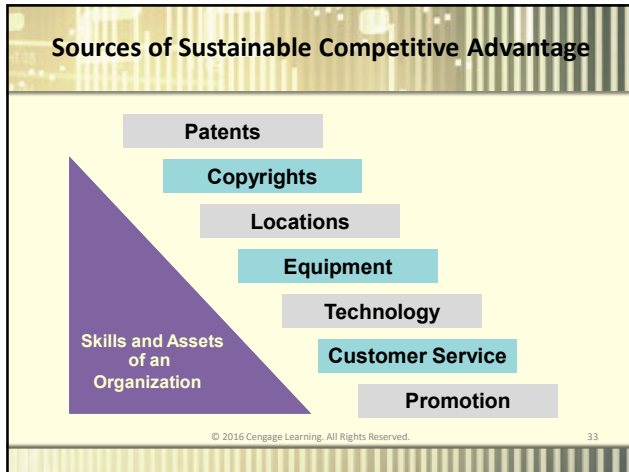 Sources of Sustainable Competitive Advantage
Patents
Copyrights
Locations
Equipment
Technology
Customer Service
Promotion
Skills and Assets
of an
Organization
© 2016 Cengage Learning. All Rights Reserved.
33